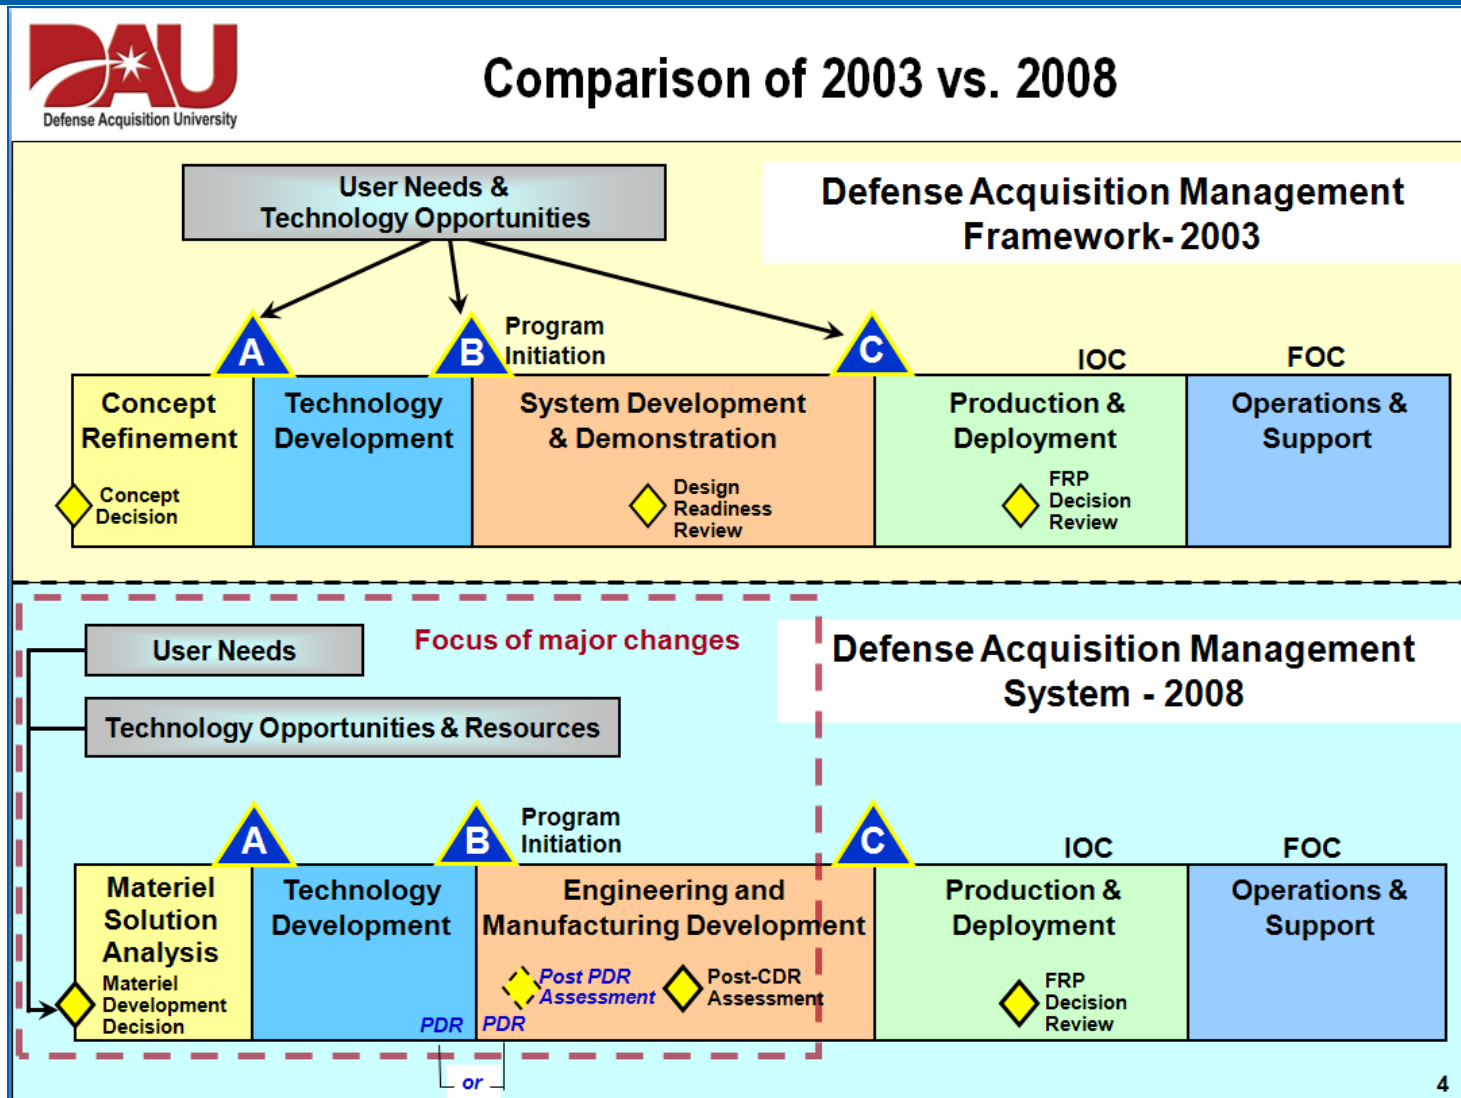 DAU
Defense Acquisition University
Comparison of 2003 vs. 2008
User Needs &
Technology Opportunities
Defense Acquisition Management
Framework- 2003
A
B
Program
Initiation
C
IOC
FOC
Concept
Refinement
Technology
Development
System Development
& Demonstration
Production &
Deployment
Operations &
Support
Concept
Decision
Design
Readiness
Review
FRP
Decision
Review
Focus of major changes
User Needs
Technology Opportunities & Resources
Defense Acquisition Management
System - 2008
A
B
Program
Initiation
C
IOC
FOC
Materiel
Solution
Analysis
Technology
Development
Engineering and
Manufacturing Development
Production &
Deployment
Operations &
Support
Materiel
Development
Decision
PDR
PDR
or
Post PDR
Assessment
Post-CDR
Assessment
FRP
Decision
Review
4